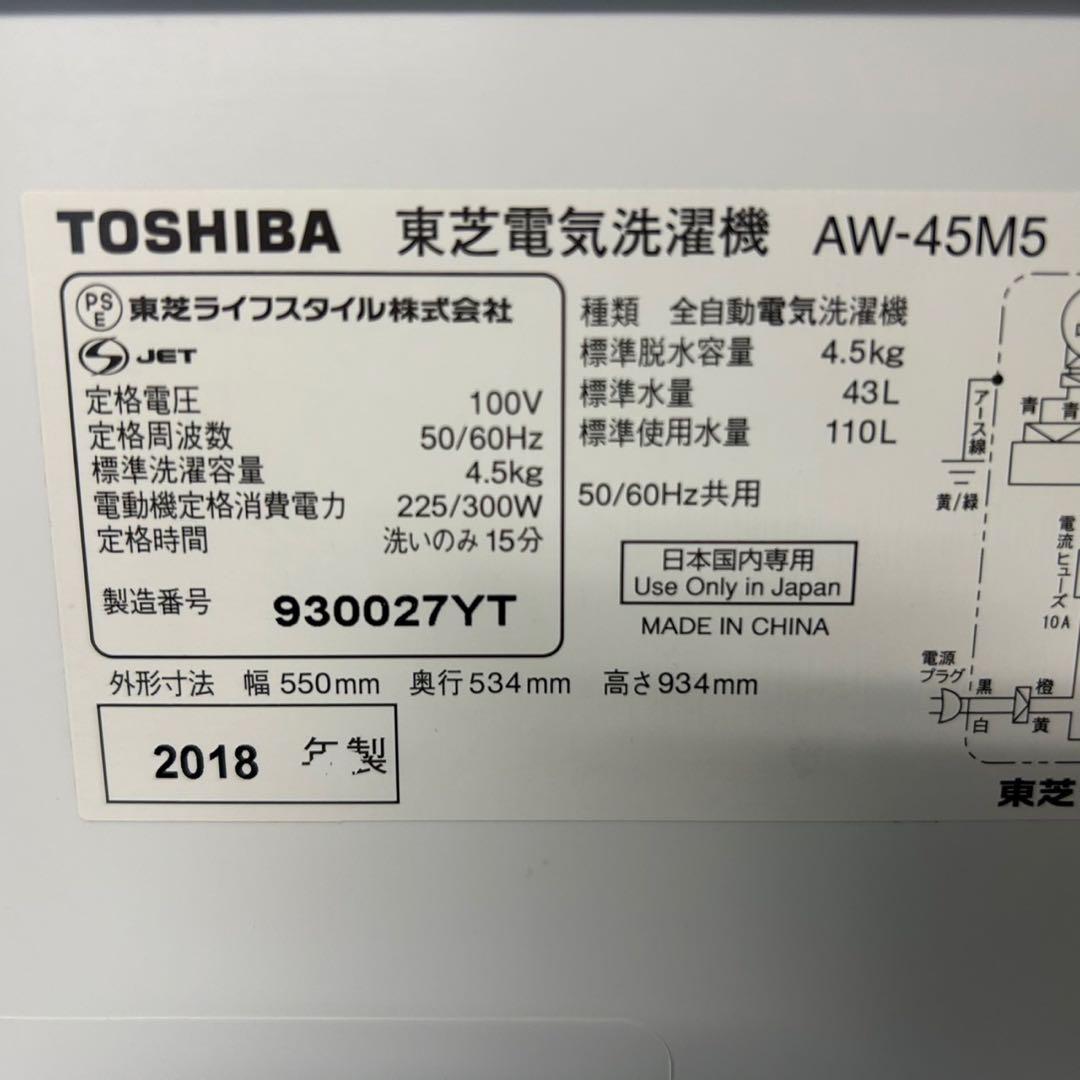 TOSHIBA 東芝電気洗濯機 AW-45M5
PSE 東芝ライフスタイル株式会社
JET
定格電圧 100V
定格周波数 50/60Hz
標準洗濯容量 4.5kg
電動機定格消費電力 225/300W
定格時間 洗いのみ 15分
製造番号 930027YT
種類 全自動電気洗濯機
標準脱水容量 4.5kg
標準水量 43L
標準使用水量 110L
50/60Hz共用
日本国内専用
Use Only in Japan
MADE IN CHINA
外形寸法 幅 550mm 奥行 534mm 高さ 934mm
2018 年製
アース線
黄/緑
青
青
電流ヒューズ
10A
電源
プラグ
黒
橙
白
黄
東芝